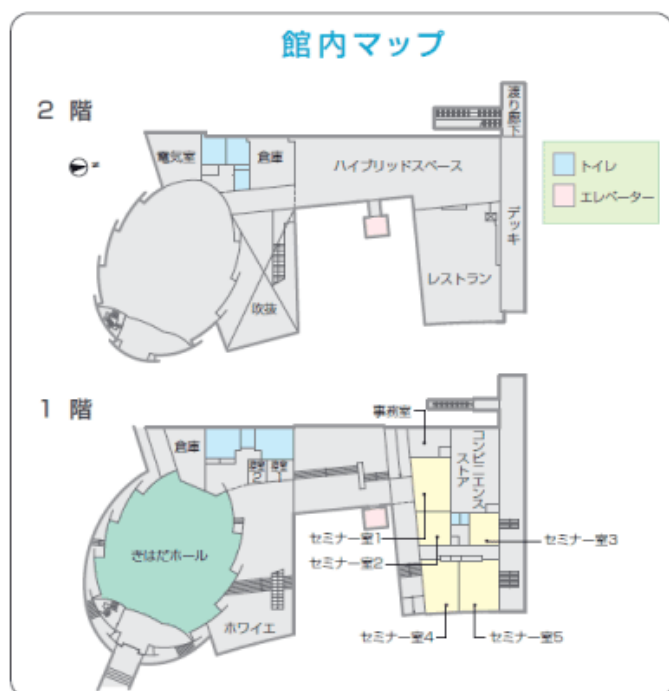 館内マップ
2 階
渡り廊下
電気室
倉庫
ハイブリッドスペース
トイレ
エレベーター
デッキ
レストラン
吹抜
N
1 階
事務室
倉庫
コンビニエンス
ストア
きはだホール
セミナー室1
セミナー室2
セミナー室3
ホワイエ
セミナー室4
セミナー室5